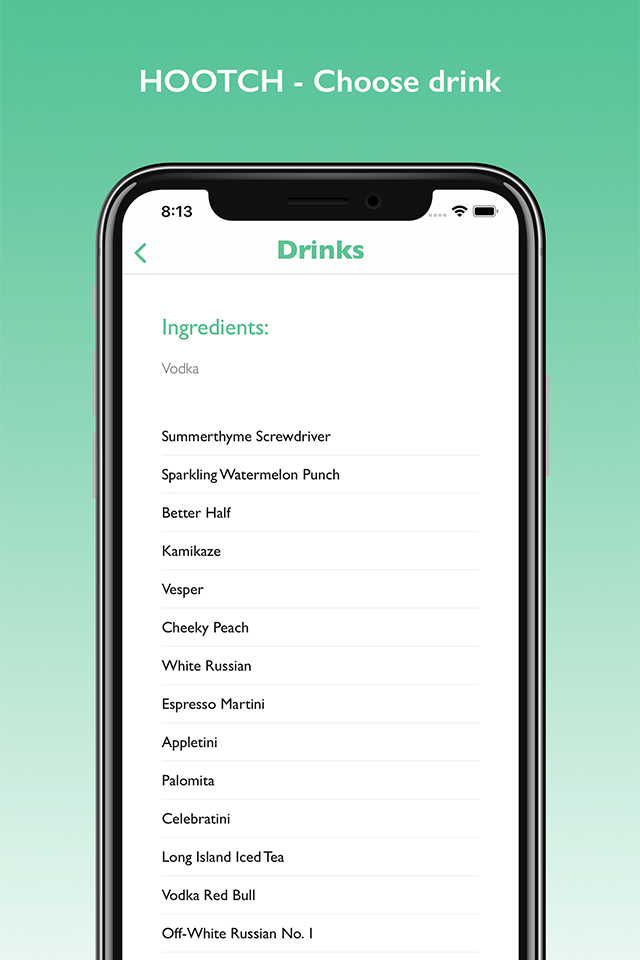 HOOTCH - Choose drink
8:13
Drinks
Ingredients:
Vodka
Summerthyme Screwdriver
Sparkling Watermelon Punch
Better Half
Kamikaze
Vesper
Cheeky Peach
White Russian
Espresso Martini
Appletini
Palomita
Celebratini
Long Island Iced Tea
Vodka Red Bull
Off-White Russian No. 1